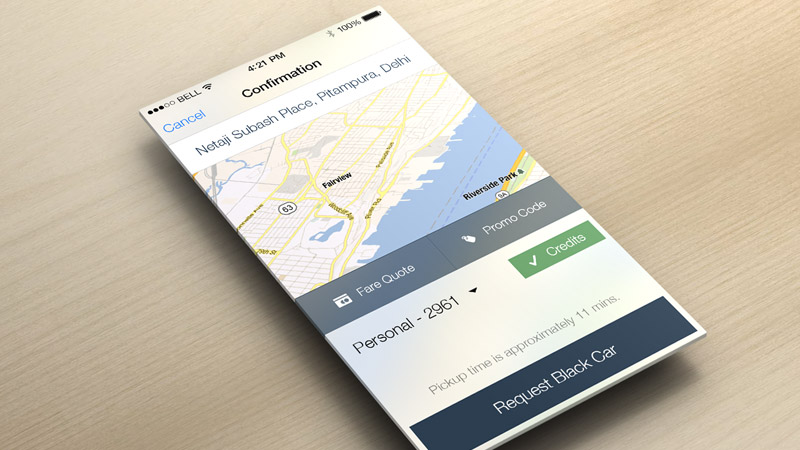 BELL 4:21 PM 100%
Cancel Confirmation
Netaji Subash Place, Pitampura, Delhi
Fairview
63
Riverside Park
9A
Fare Quote Promo Code
Personal - 2961 Credits
Pickup time is approximately 11 mins.
Request Black Car